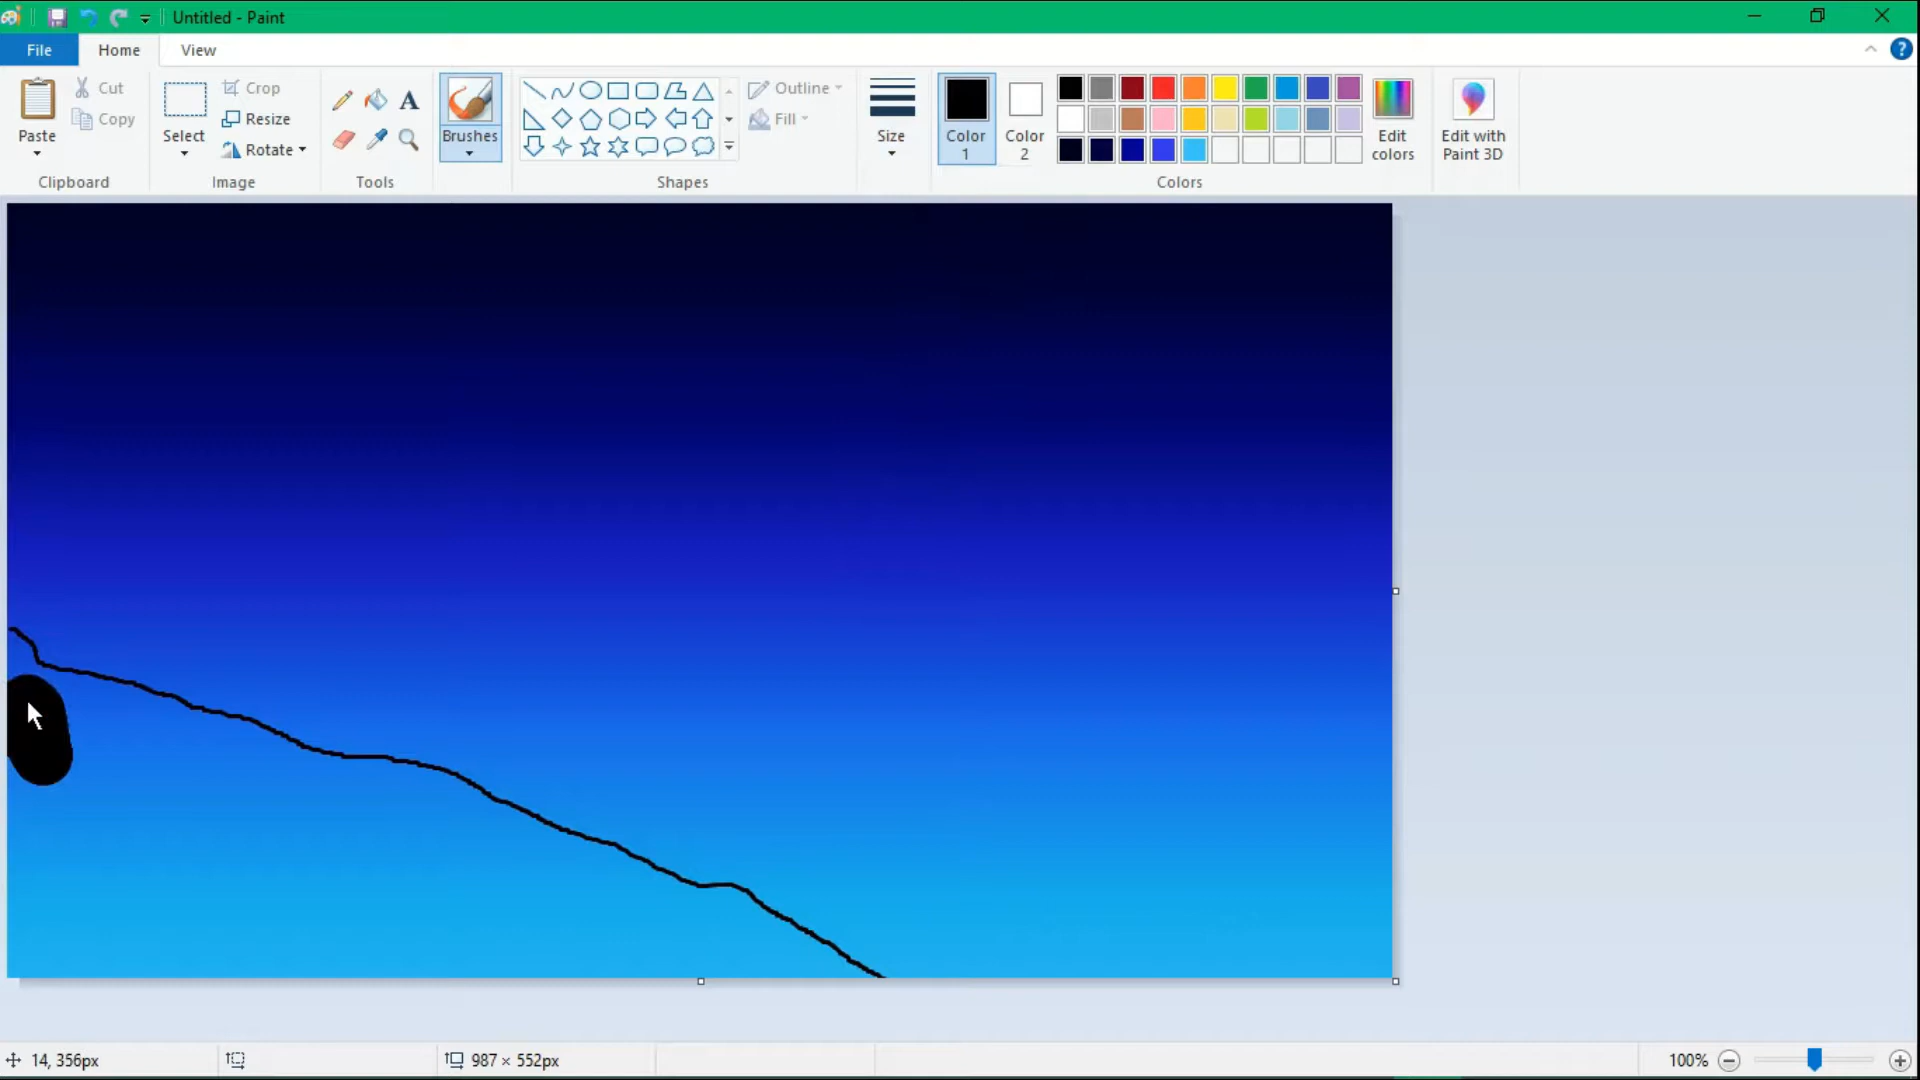 Untitled - Paint
File Home View
Paste
Cut
Copy
Clipboard
Select
Crop
Resize
Rotate
Image
Tools
Brushes
Shapes
Outline
Fill
Size
Color 1
Color 2
Edit colors
Colors
Edit with Paint 3D
14, 356px
987 × 552px
100%